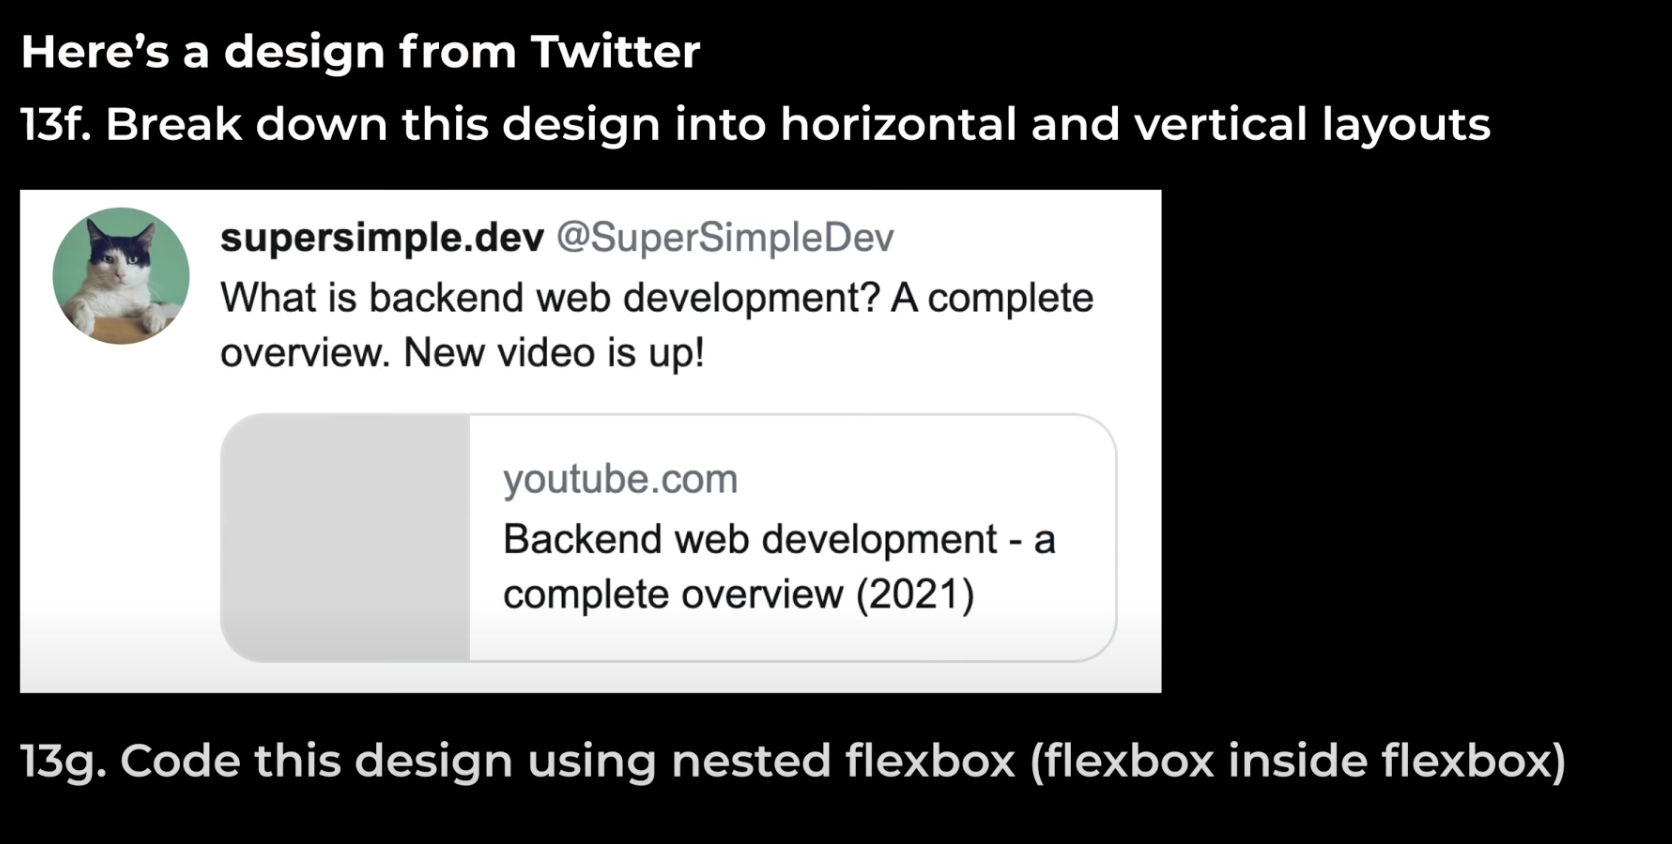 Here's a design from Twitter
13f. Break down this design into horizontal and vertical layouts
supersimple.dev @SuperSimpleDev
What is backend web development? A complete
overview. New video is up!
youtube.com
Backend web development - a
complete overview (2021)
13g. Code this design using nested flexbox (flexbox inside flexbox)